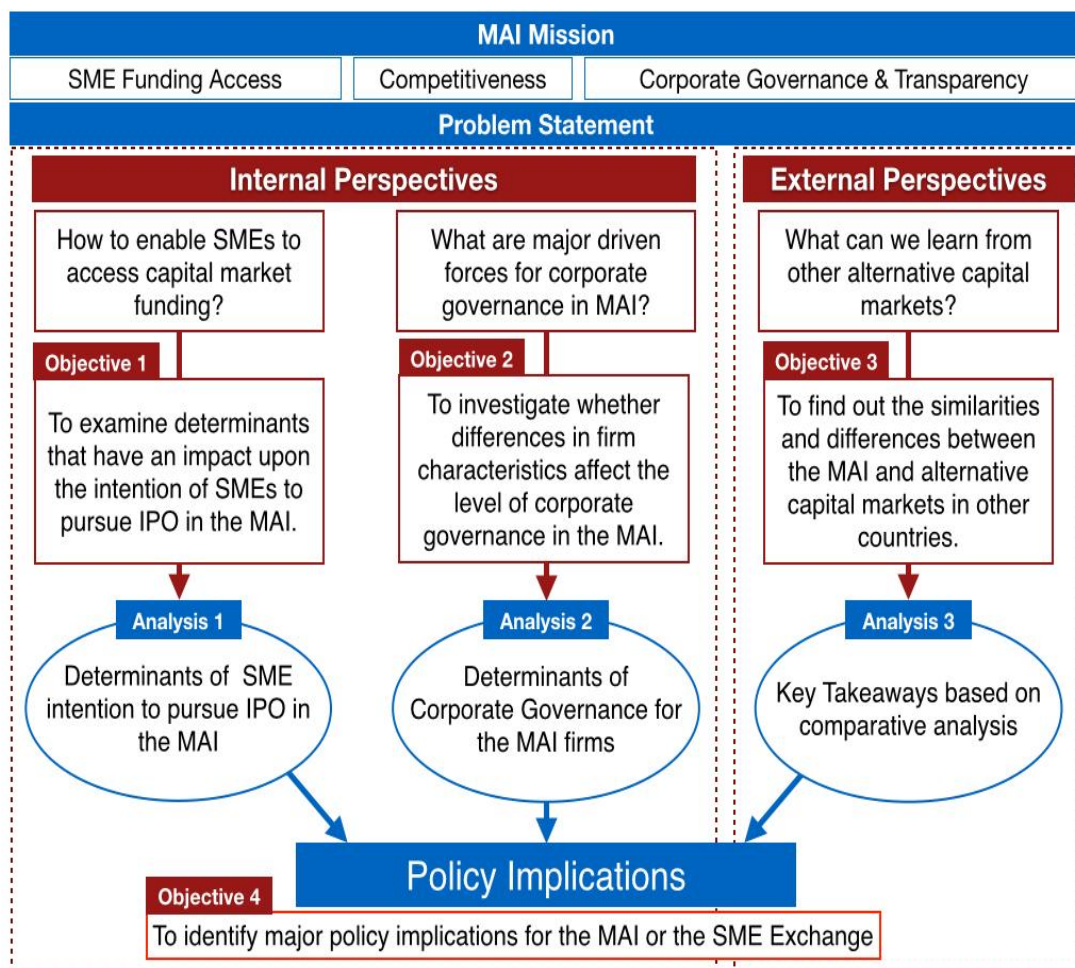 MAI Mission
SME Funding Access
Competitiveness
Corporate Governance & Transparency
Problem Statement
Internal Perspectives
How to enable SMEs to
access capital market
funding?
Objective 1
To examine determinants
that have an impact upon
the intention of SMEs to
pursue IPO in the MAI.
Analysis 1
Determinants of SME
intention to pursue IPO in
the MAI
What are major driven
forces for corporate
governance in MAI?
Objective 2
To investigate whether
differences in firm
characteristics affect the
level of corporate
governance in the MAI.
Analysis 2
Determinants of
Corporate Governance for
the MAI firms
External Perspectives
What can we learn from
other alternative capital
markets?
Objective 3
To find out the similarities
and differences between
the MAI and alternative
capital markets in other
countries.
Analysis 3
Key Takeaways based on
comparative analysis
Policy Implications
Objective 4
To identify major policy implications for the MAI or the SME Exchange